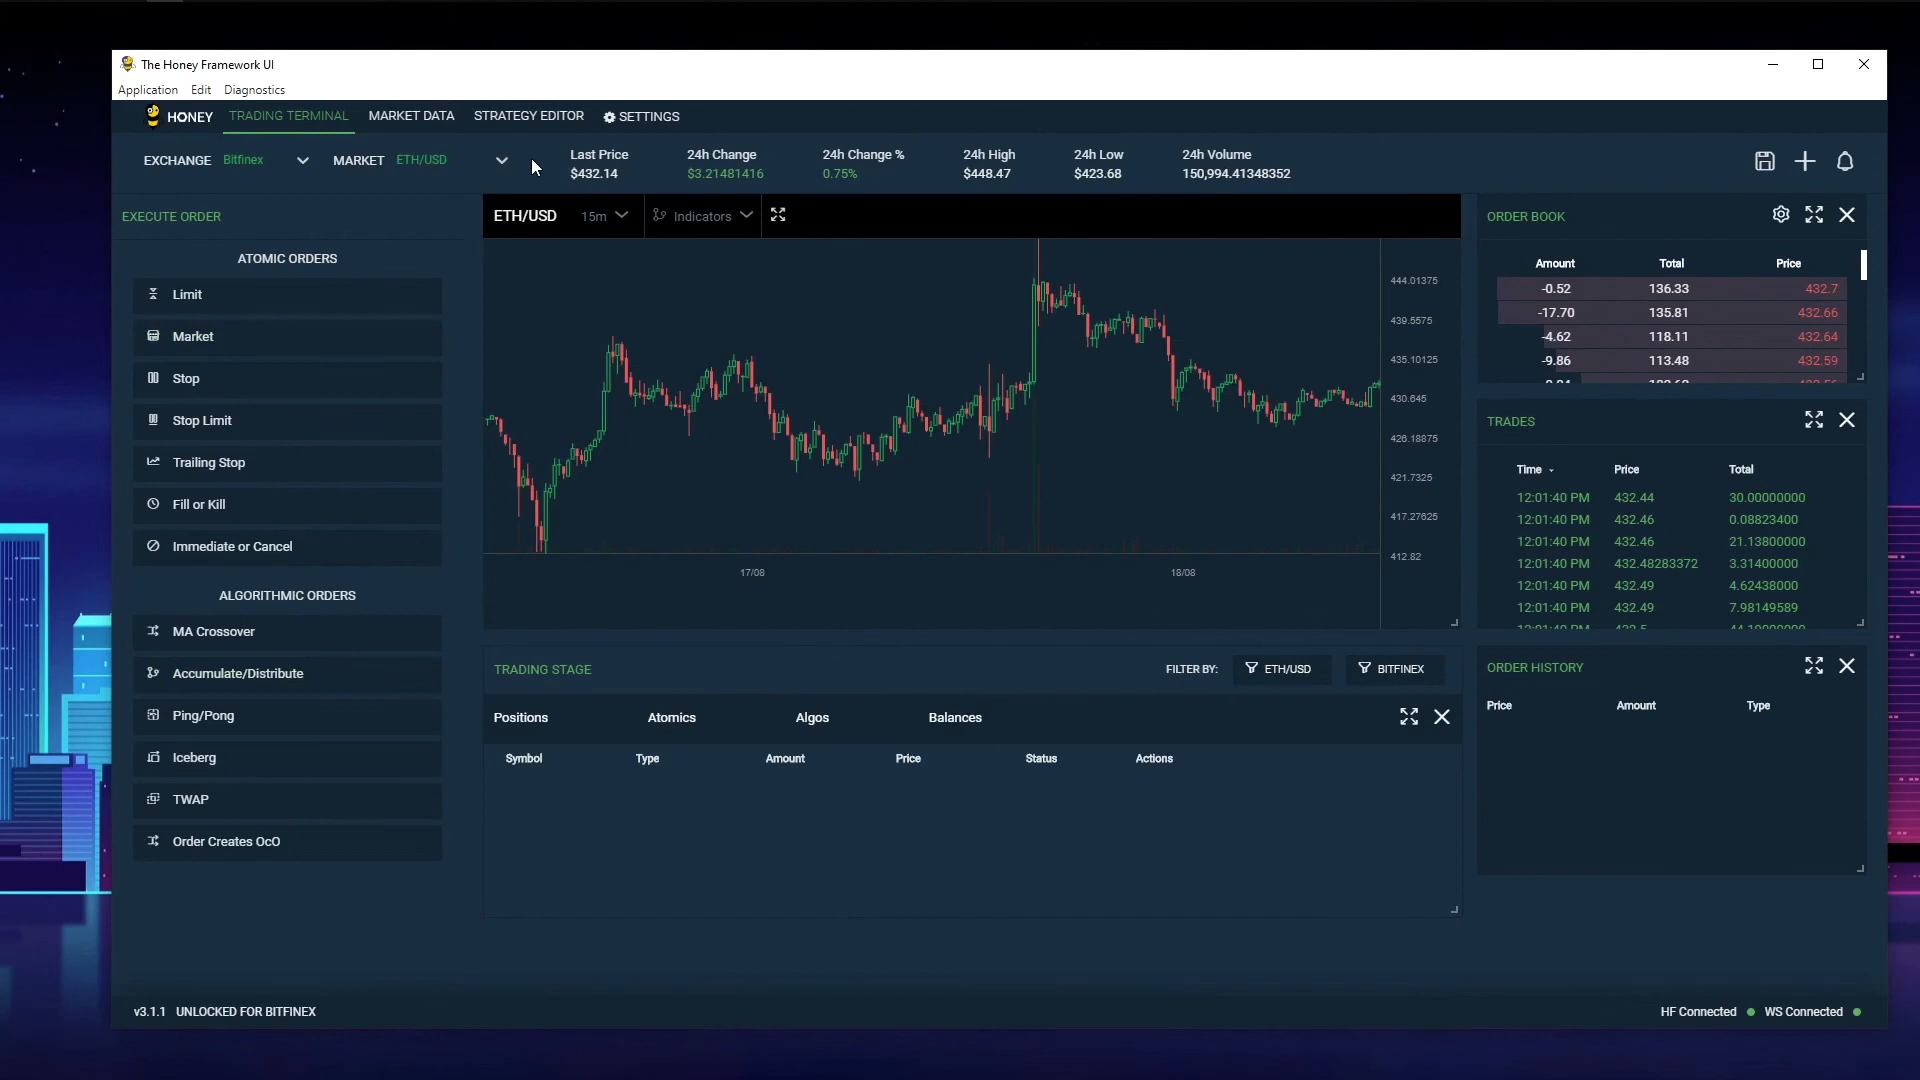 The Honey Framework UI
Application Edit Diagnostics
HONEY TRADING TERMINAL MARKET DATA STRATEGY EDITOR SETTINGS
EXCHANGE Bitfinex MARKET ETH/USD
Last Price 24h Change 24h Change % 24h High 24h Low 24h Volume
$432.14 $3.21481416 0.75% $448.47 $423.68 150,994.41348352
EXECUTE ORDER
ATOMIC ORDERS
Limit
Market
Stop
Stop Limit
Trailing Stop
Fill or Kill
Immediate or Cancel
ALGORITHMIC ORDERS
MA Crossover
Accumulate/Distribute
Ping/Pong
Iceberg
TWAP
Order Creates OcO
ETH/USD 15m Indicators
444.01375
439.5575
435.10125
430.645
426.18875
421.7325
417.27625
412.82
17/08 18/08
TRADING STAGE FILTER BY: ETH/USD BITFINEX
Positions Atomics Algos Balances
Symbol Type Amount Price Status Actions
ORDER BOOK
Amount Total Price
-0.52 136.33 432.7
-17.70 135.81 432.66
-4.62 118.11 432.64
-9.86 113.48 432.59
TRADES
Time Price Total
12:01:40 PM 432.44 30.00000000
12:01:40 PM 432.46 0.08823400
12:01:40 PM 432.46 21.13800000
12:01:40 PM 432.48283372 3.31400000
12:01:40 PM 432.49 4.62438000
12:01:40 PM 432.49 7.98149589
ORDER HISTORY
Price Amount Type
v3.1.1 UNLOCKED FOR BITFINEX
HF Connected WS Connected